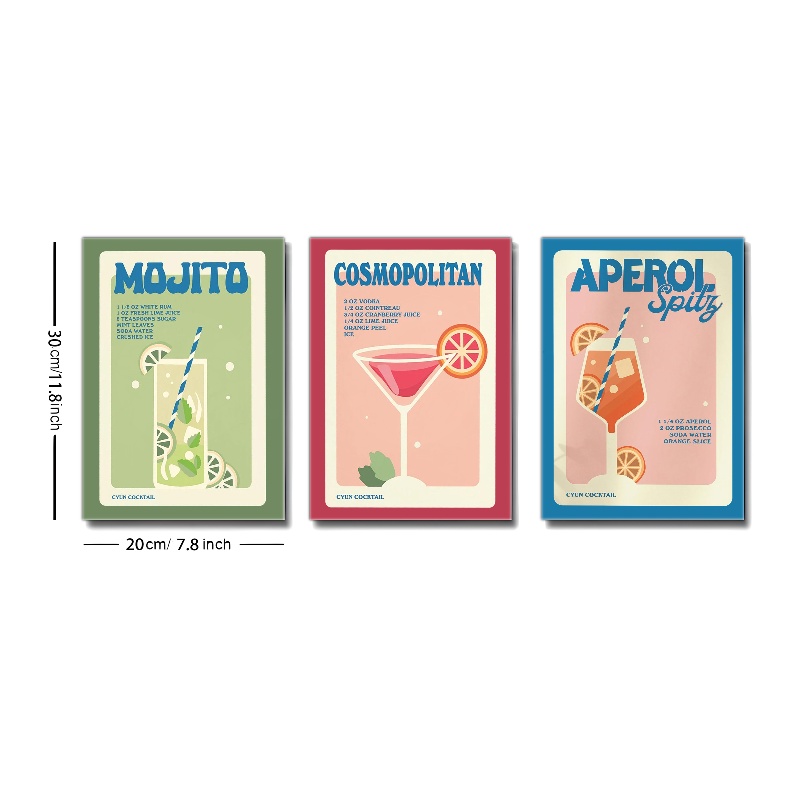 MOJITO
1 1/2 OZ WHITE RUM
1 OZ FRESH LIME JUICE
2 TEASPOONS SUGAR
MINT LEAVES
SODA WATER
CRUSHED ICE
CYUN COCKTAIL
COSMOPOLITAN
2 OZ VODKA
1/2 OZ COINTREAU
3/4 OZ CRANBERRY JUICE
1/4 OZ LIME JUICE
ORANGE PEEL
ICE
CYUN COCKTAIL
APEROL
Spitz
1 1/4 OZ APEROL
2 OZ PROSECCO
SODA WATER
ORANGE SLICE
CYUN COCKTAIL
30cm/11.8inch
20cm/ 7.8 inch